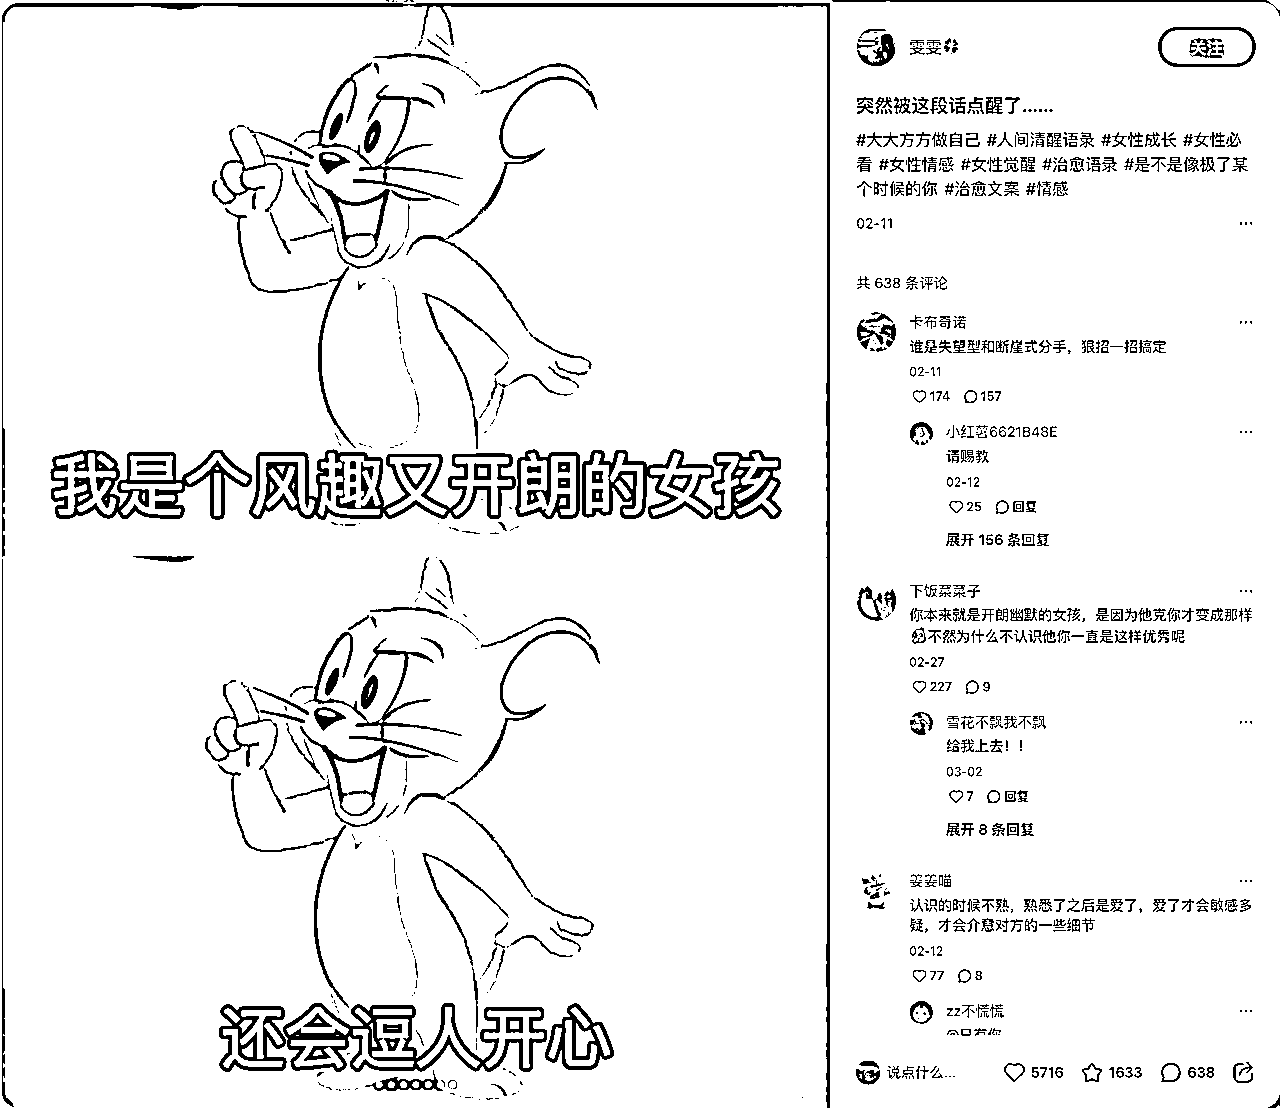 我是个风趣又开朗的女孩
还会逗人开心
雯雯
关注
突然被这段话点醒了......
#大大方方做自己 #人间清醒语录 #女性成长 #女性必
看 #女性情感 #女性觉醒 #治愈语录 #是不是像极了某
个时候的你 #治愈文案 #情感
02-11
共 638 条评论
卡布奇诺
谁是失望型和断崖式分手，狠招一招搞定
02-11
174 157
小红茗6621B48E
请赐教
02-12
25 回复
展开 156 条回复
下饭菜菜子
你本来就是开朗幽默的女孩，是因为他克你才变成那样
不然为什么不认识他你一直是这样优秀呢
02-27
227 9
雪花不飘我不飘
给我上去！！
03-02
7 回复
展开 8 条回复
姿姿喵
认识的时候不熟，熟悉了之后是爱了，爱了才会敏感多
疑，才会介意对方的一些细节
02-12
77 8
zz不慌慌
说点什么... 5716 1633 638